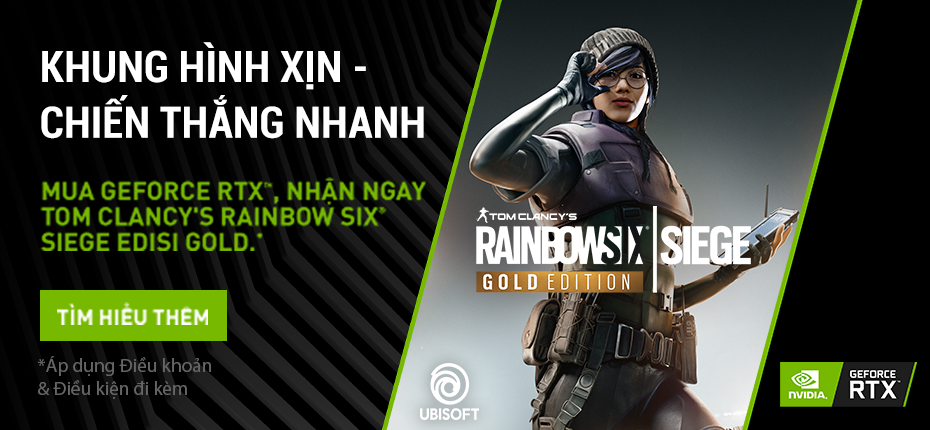 KHUNG HÌNH XỊN -
CHIẾN THẮNG NHANH
MUA GEFORCE RTX™, NHẬN NGAY
TOM CLANCY'S RAINBOW SIX®
SIEGE EDISI GOLD.*
TÌM HIỂU THÊM
*Áp dụng Điều khoản
& Điều kiện đi kèm
TOM CLANCY'S
RAINBOWSIX® SIEGE
GOLD EDITION
UBISOFT
NVIDIA.
GEFORCE
RTX